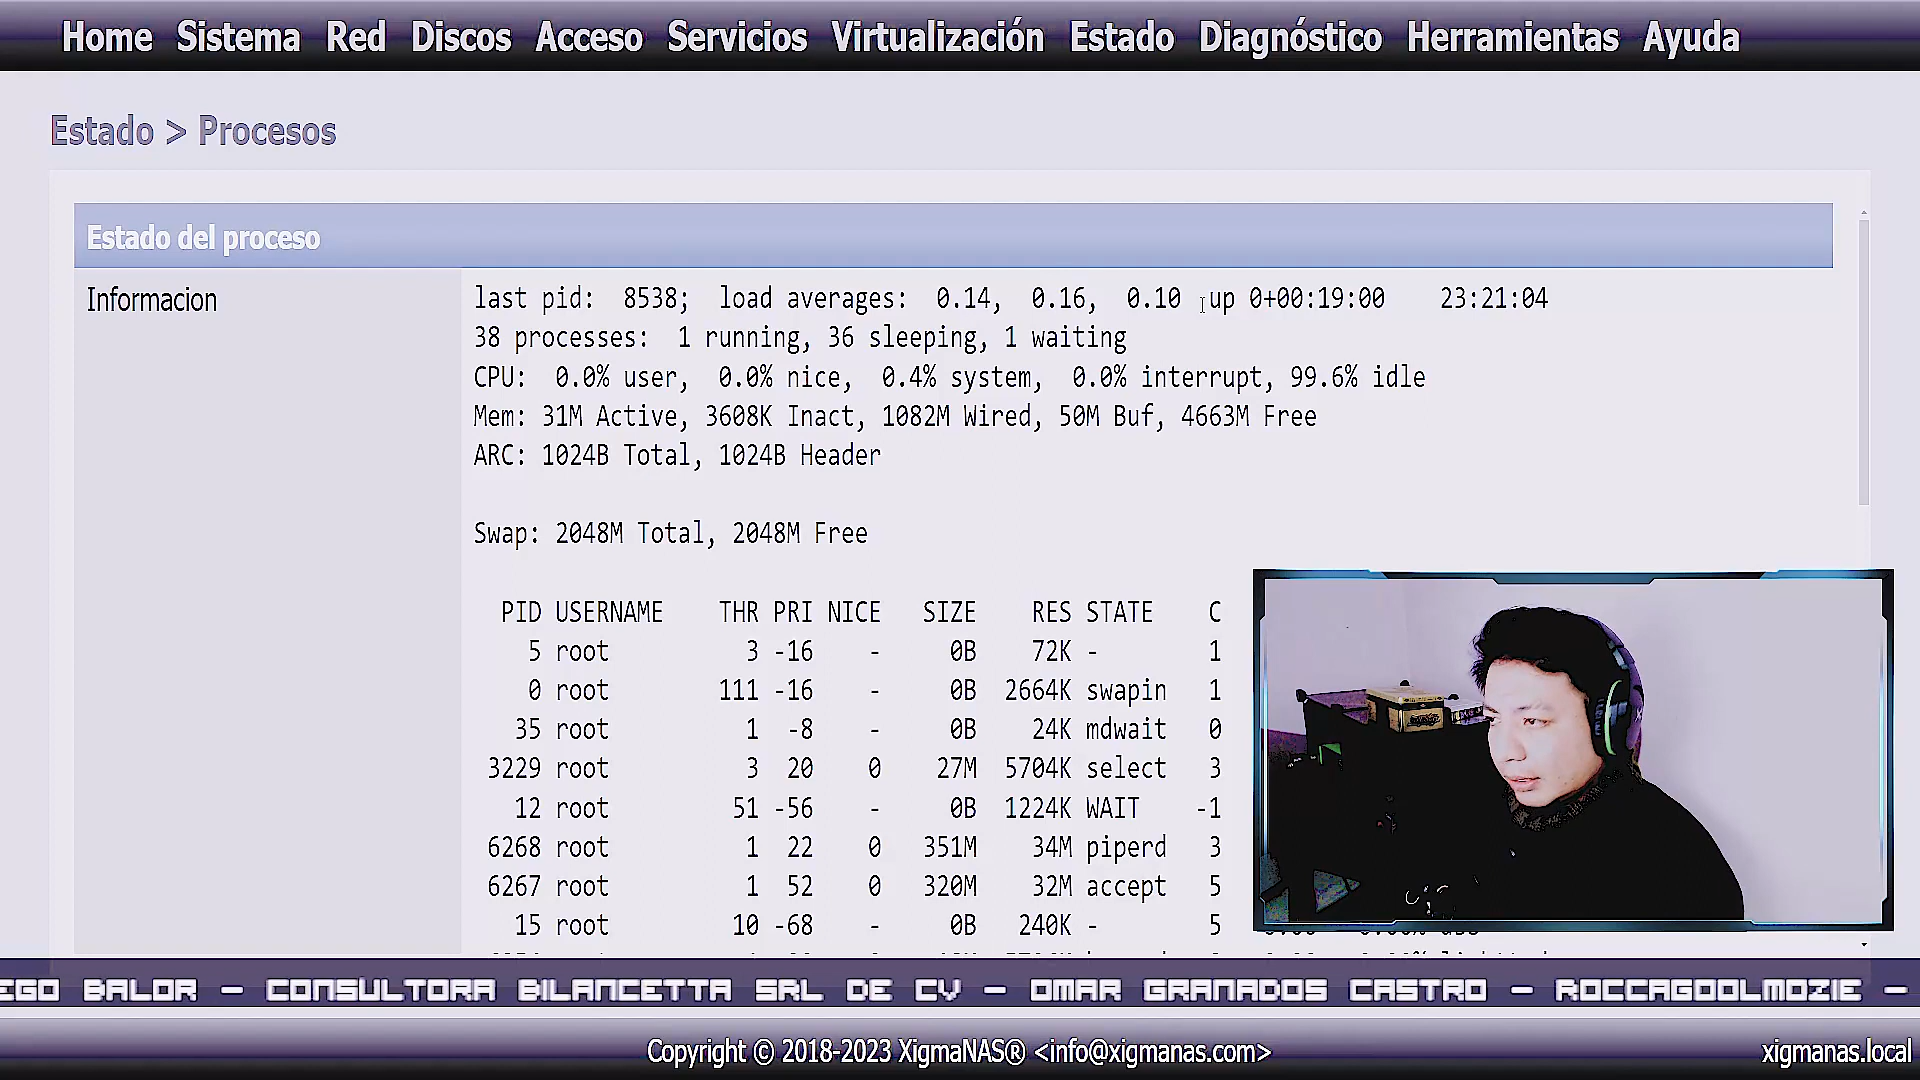 Home Sistema Red Discos Acceso Servicios Virtualización Estado Diagnóstico Herramientas Ayuda
Estado > Procesos
Estado del proceso
Informacion
last pid: 8538; load averages: 0.14, 0.16, 0.10 up 0+00:19:00 23:21:04
38 processes: 1 running, 36 sleeping, 1 waiting
CPU: 0.0% user, 0.0% nice, 0.4% system, 0.0% interrupt, 99.6% idle
Mem: 31M Active, 3608K Inact, 1082M Wired, 50M Buf, 4663M Free
ARC: 1024B Total, 1024B Header
Swap: 2048M Total, 2048M Free
PID USERNAME THR PRI NICE SIZE RES STATE C
5 root 3 -16 - 0B 72K - 1
0 root 111 -16 - 0B 2664K swapin 1
35 root 1 -8 - 0B 24K mdwait 0
3229 root 3 20 0 27M 5704K select 3
12 root 51 -56 - 0B 1224K WAIT -1
6268 root 1 22 0 351M 34M piperd 3
6267 root 1 52 0 320M 32M accept 5
15 root 10 -68 - 0B 240K - 5
EGO BALOR - CONSULTORA BILANCETTA SRL DE CV - OMAR GRANADOS CASTRO - ROCCAGOOLMOZIE -
Copyright © 2018-2023 XigmaNAS® <info@xigmanas.com>
xigmanas.local